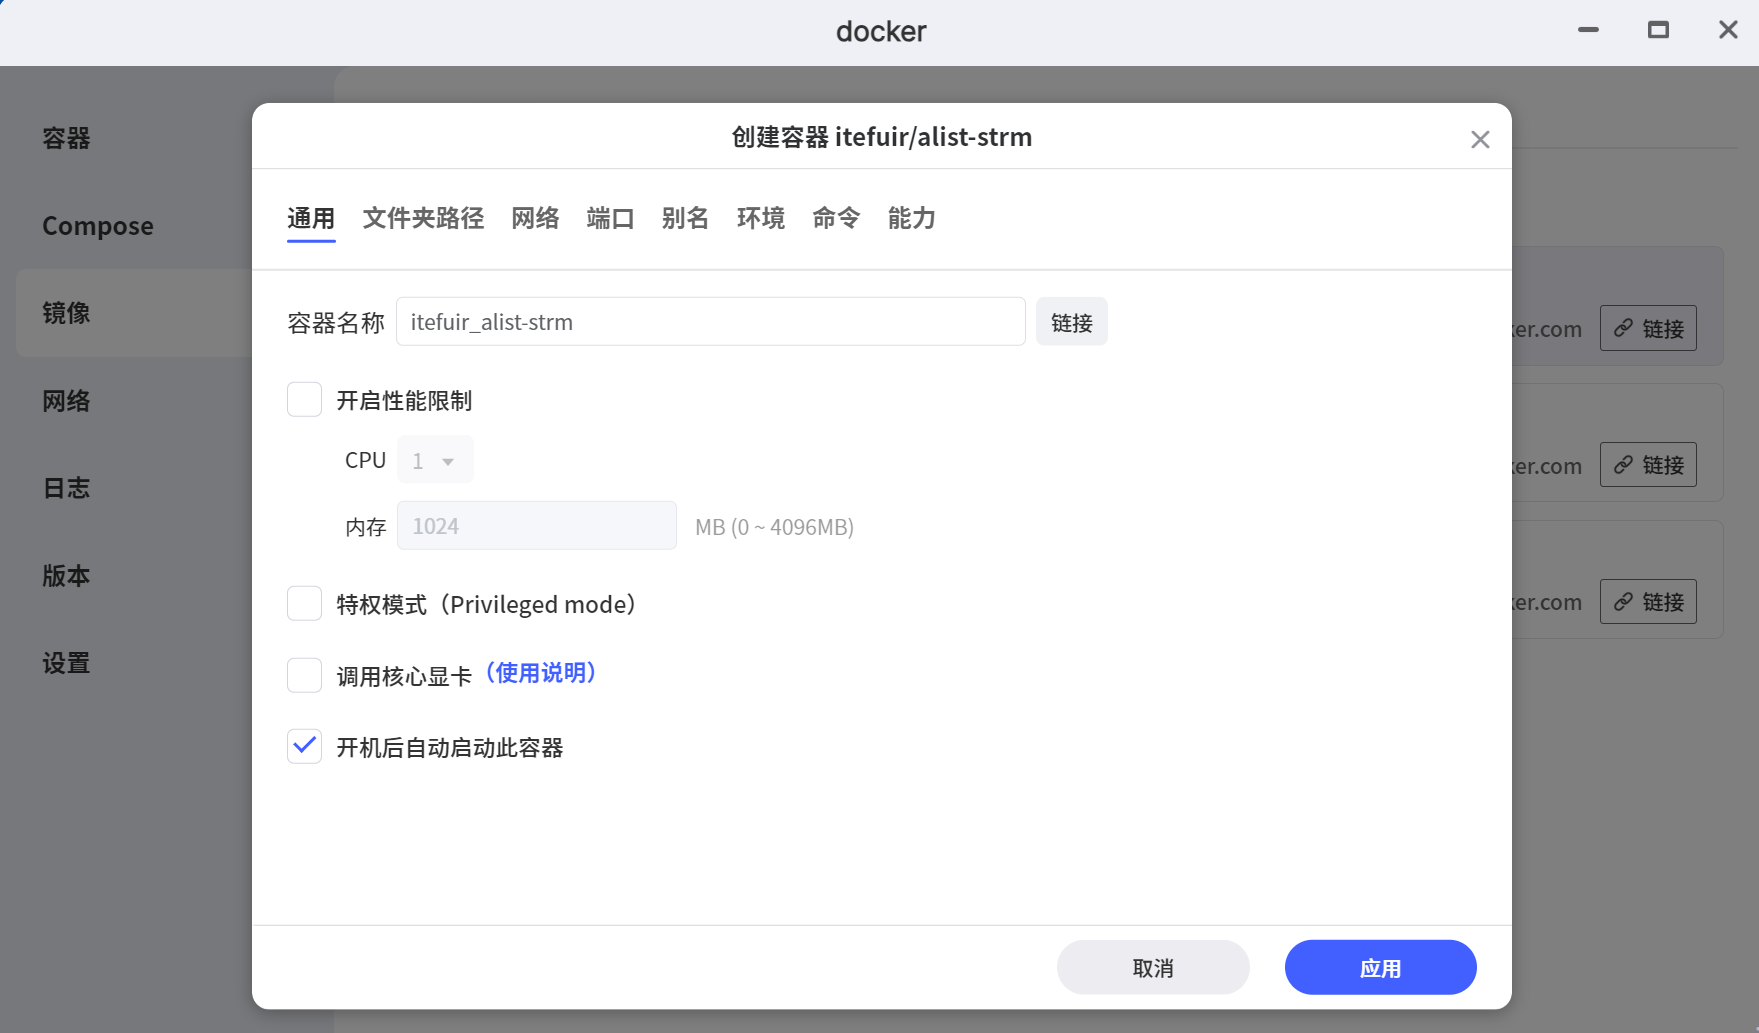 docker
容器
Compose
镜像
网络
日志
版本
设置
创建容器 itefuir/alist-strm
通用 文件夹路径 网络 端口 别名 环境 命令 能力
容器名称 itefuir_alist-strm 链接
开启性能限制
CPU 1
内存 1024 MB (0 ~ 4096MB)
特权模式（Privileged mode）
调用核心显卡（使用说明）
开机后自动启动此容器
取消 应用
er.com 链接
er.com 链接
er.com 链接